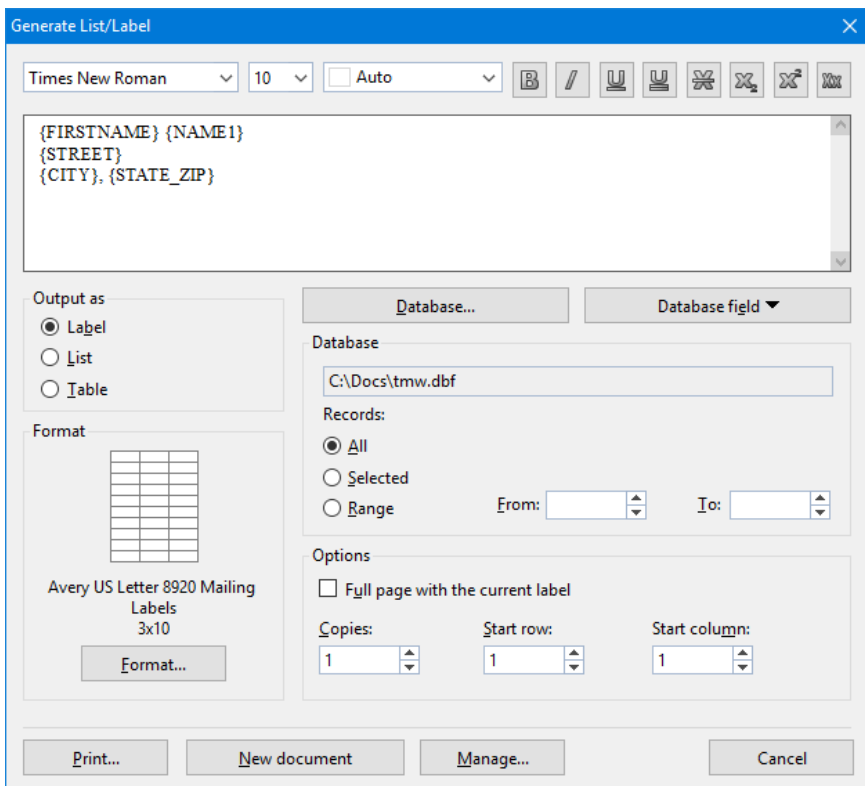 Generate List/Label
Times New Roman 10 Auto B I U U X X2 X² Xx
{FIRSTNAME} {NAME1}
{STREET}
{CITY}, {STATE_ZIP}
Output as
Label
List
Table
Format
Avery US Letter 8920 Mailing
Labels
3x10
Format...
Database... Database field
Database
C:\Docs\tmw.dbf
Records:
All
Selected
Range From: To:
Options
Full page with the current label
Copies: Start row: Start column:
1 1 1
Print... New document Manage... Cancel